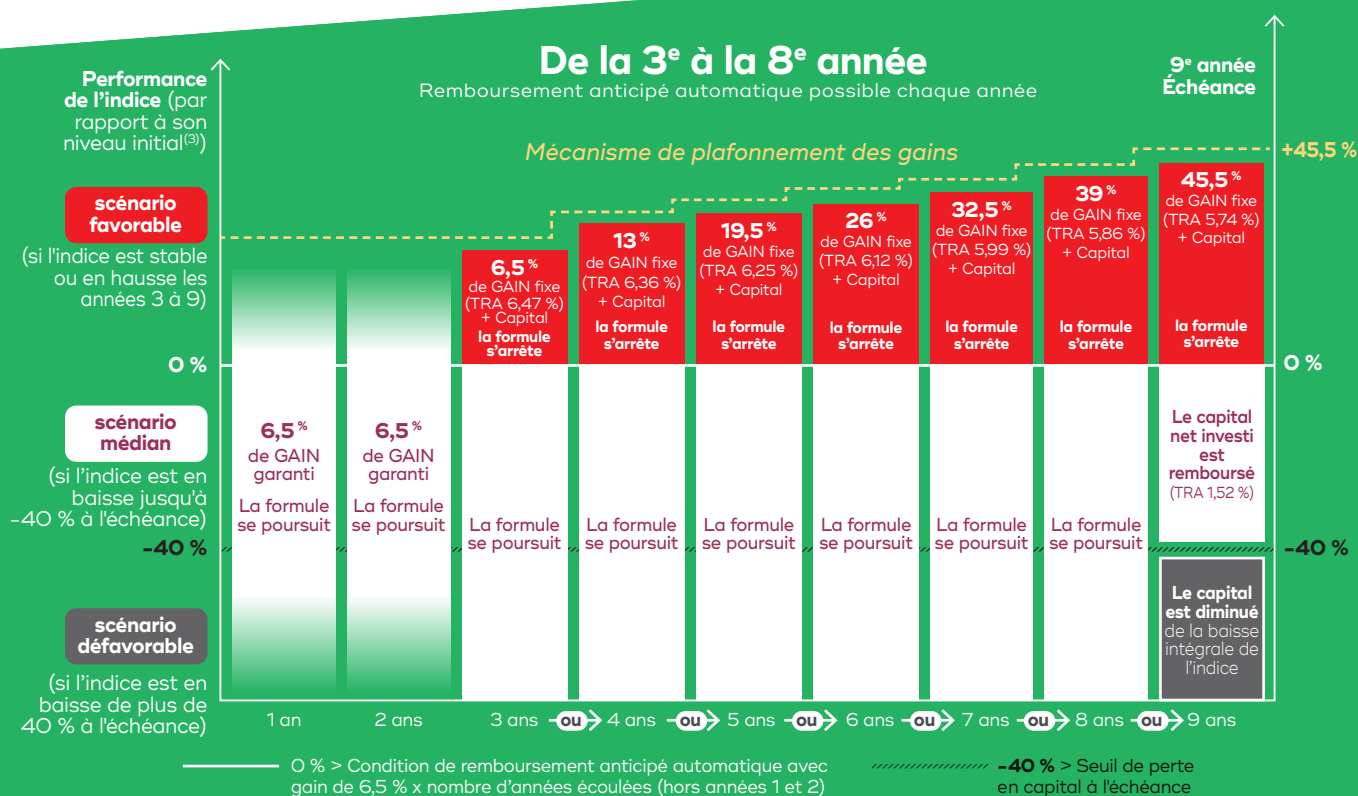 De la 3e à la 8e année
Remboursement anticipé automatique possible chaque année
Performance
de l'indice (par
rapport à son
niveau initial(3))
9e année
Échéance
Mécanisme de plafonnement des gains
+45,5 %
scénario
favorable
(si l'indice est stable
ou en hausse les
années 3 à 9)
6,5 %
de GAIN fixe
(TRA 6,47 %)
+ Capital
la formule
s'arrête
13 %
de GAIN fixe
(TRA 6,36 %)
+ Capital
la formule
s'arrête
19,5 %
de GAIN fixe
(TRA 6,25 %)
+ Capital
la formule
s'arrête
26 %
de GAIN fixe
(TRA 6,12 %)
+ Capital
la formule
s'arrête
32,5 %
de GAIN fixe
(TRA 5,99 %)
+ Capital
la formule
s'arrête
39 %
de GAIN fixe
(TRA 5,86 %)
+ Capital
la formule
s'arrête
45,5 %
de GAIN fixe
(TRA 5,74 %)
+ Capital
la formule
s'arrête
0 %
0 %
scénario
médian
(si l'indice est en
baisse jusqu'à
-40 % à l'échéance)
-40 %
6,5 %
de GAIN
garanti
La formule
se poursuit
6,5 %
de GAIN
garanti
La formule
se poursuit
La formule
se poursuit
La formule
se poursuit
La formule
se poursuit
La formule
se poursuit
La formule
se poursuit
La formule
se poursuit
Le capital
net investi
est
remboursé
(TRA 1,52 %)
-40 %
scénario
défavorable
(si l'indice est en
baisse de plus de
40 % à l'échéance)
Le capital
est diminué
de la baisse
intégrale de
l'indice
1 an 2 ans 3 ans ou 4 ans ou 5 ans ou 6 ans ou 7 ans ou 8 ans ou 9 ans
0 % > Condition de remboursement anticipé automatique avec
gain de 6,5 % x nombre d'années écoulées (hors années 1 et 2)
-40 % > Seuil de perte
en capital à l'échéance